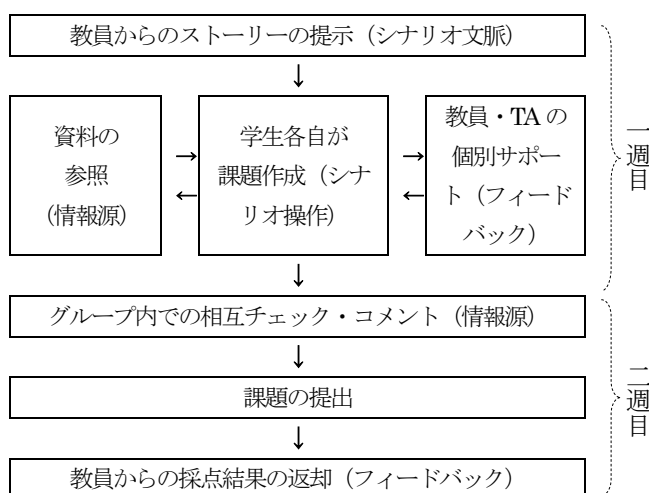 教員からのストーリーの提示（シナリオ文脈）
↓
資料の
参照
（情報源）
→
←
学生各自が
課題作成（シナ
リオ操作）
→
←
教員・TA の
個別サポー
ト（フィード
バック）
一週目
↓
グループ内での相互チェック・コメント（情報源）
↓
課題の提出
↓
教員からの採点結果の返却（フィードバック）
二週目